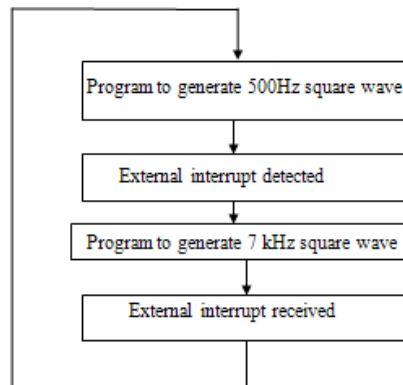 Program to generate 500Hz square wave
External interrupt detected
Program to generate 7 kHz square wave
External interrupt received